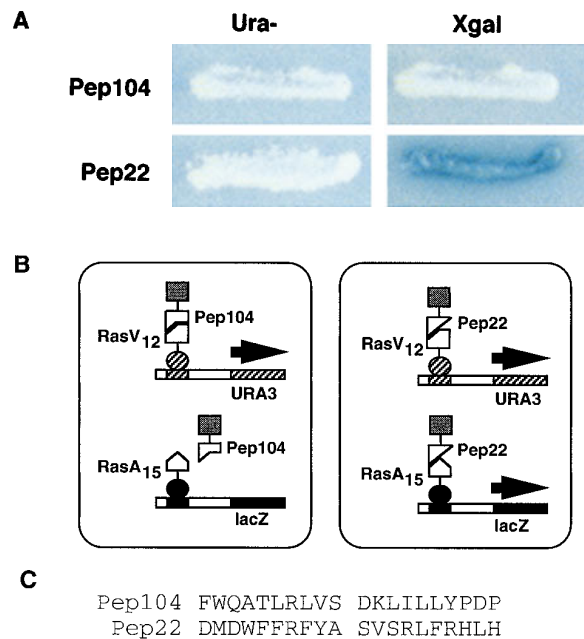 A
Ura-
Xgal
Pep104
Pep22
B
Pep104
RasV12
URA3
Pep104
RasA15
lacZ
Pep22
RasV12
URA3
Pep22
RasA15
lacZ
C
Pep104 FWQATLRLVS DKLILLYPDP
Pep22 DMDWFFRFYA SVSRLFRHLH